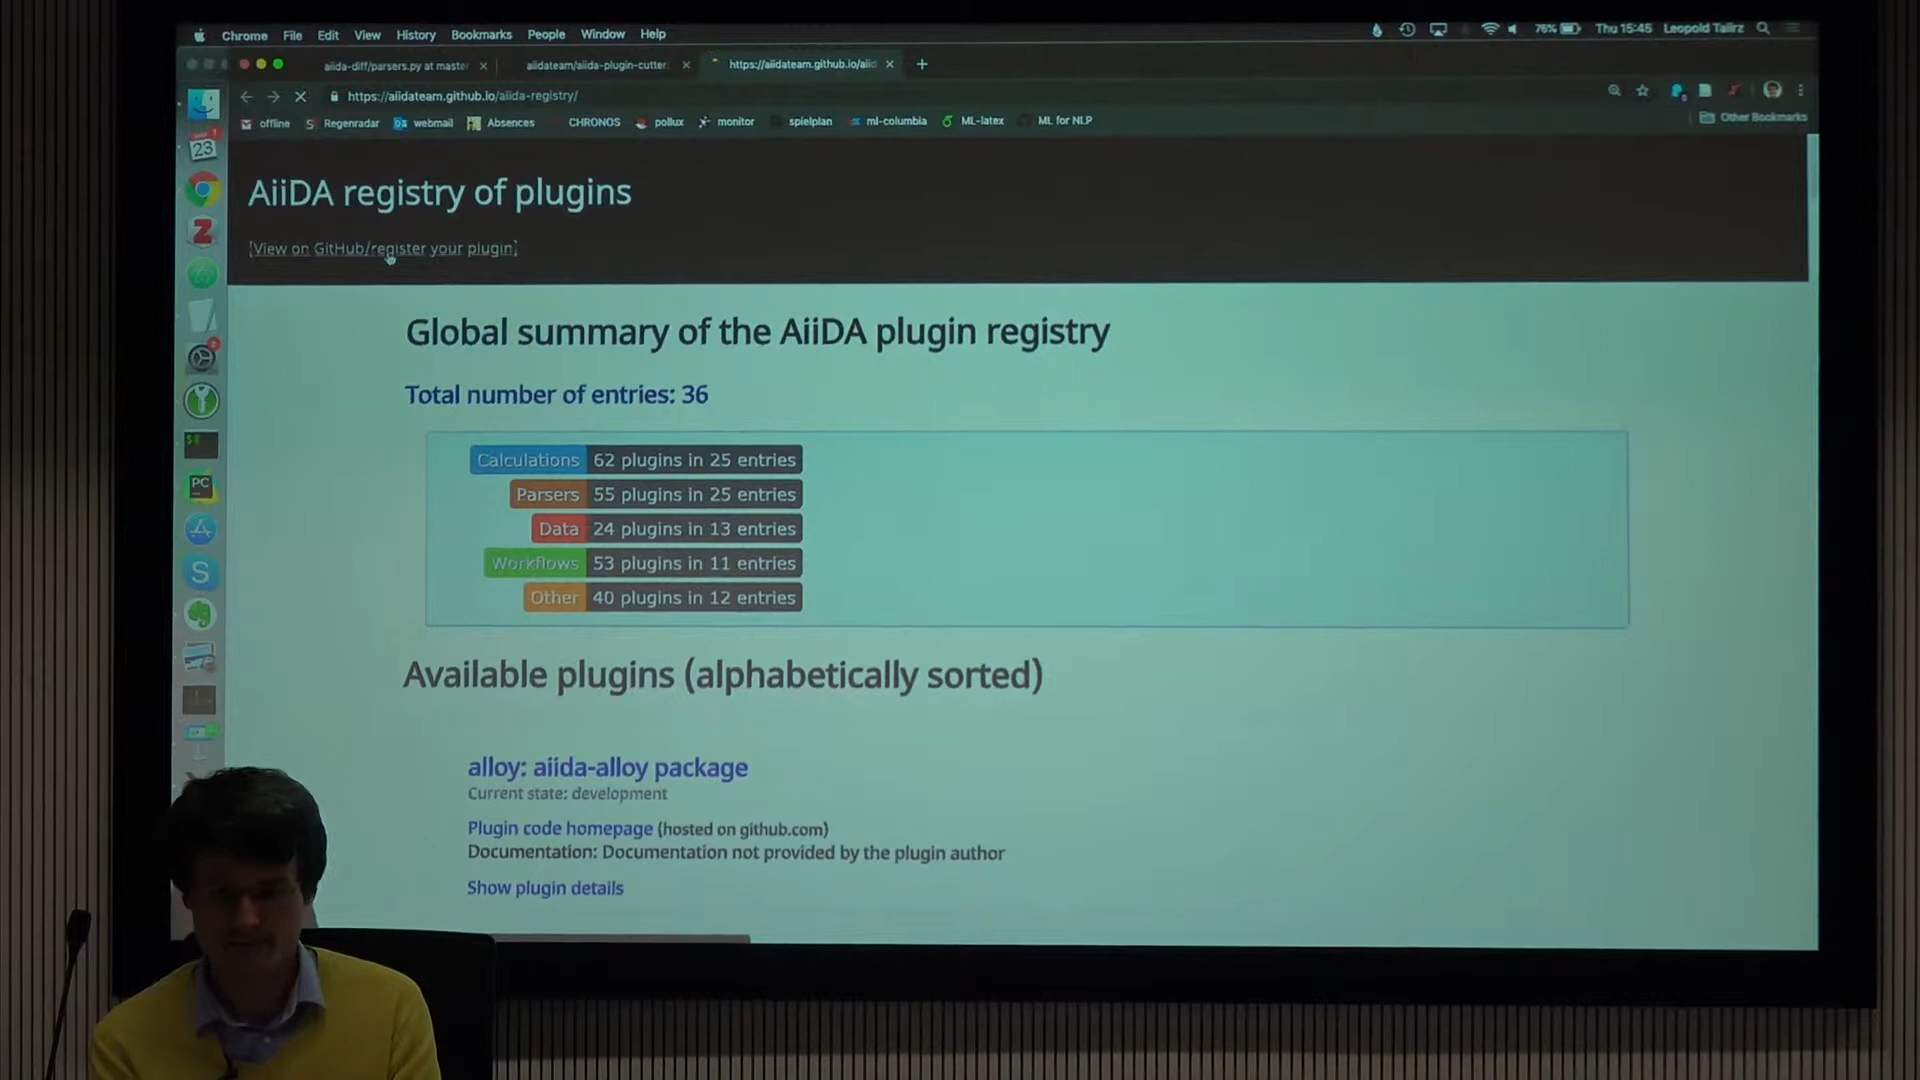 Chrome File Edit View History Bookmarks People Window Help 76% Thu 15:45 Leopold Talirz
aiida-diff/parsers.py at master aiidateam/aiida-plugin-cutter https://aiidateam.github.io/aiid
https://aiidateam.github.io/aiida-registry/
offline Regenradar webmail Absences CHRONOS pollux monitor spielplan ml-columbia ML-latex ML for NLP Other Bookmarks
23
AiiDA registry of plugins
[View on GitHub/register your plugin]
Global summary of the AiiDA plugin registry
Total number of entries: 36
Calculations 62 plugins in 25 entries
Parsers 55 plugins in 25 entries
Data 24 plugins in 13 entries
Workflows 53 plugins in 11 entries
Other 40 plugins in 12 entries
Available plugins (alphabetically sorted)
alloy: aiida-alloy package
Current state: development
Plugin code homepage (hosted on github.com)
Documentation: Documentation not provided by the plugin author
Show plugin details
Z
PC
S